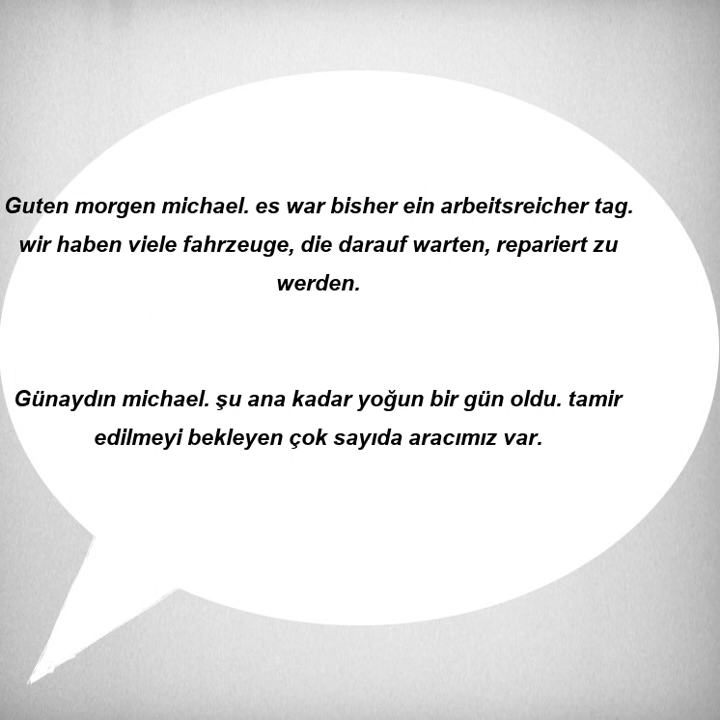 Guten morgen michael. es war bisher ein arbeitsreicher tag.
wir haben viele fahrzeuge, die darauf warten, repariert zu
werden.
Günaydın michael. şu ana kadar yoğun bir gün oldu. tamir
edilmeyi bekleyen çok sayıda aracımız var.